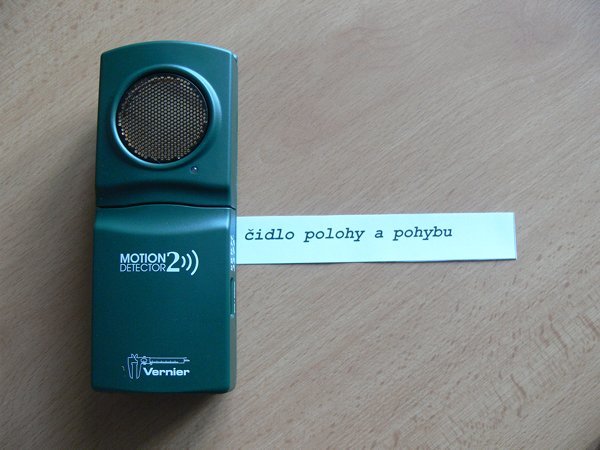 čidlo polohy a pohybu
MOTION
DETECTOR 2
Vernier